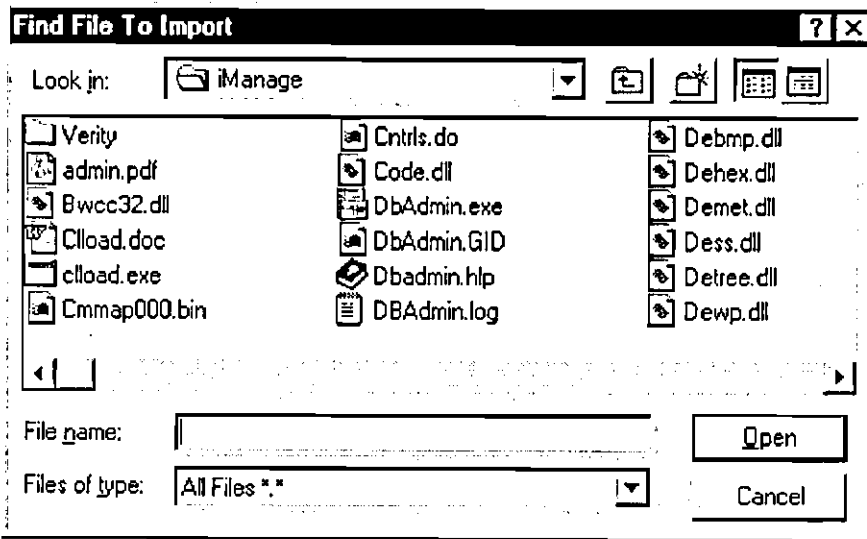 Find File To Import
Look in: iManage
Verity Cntrls.do Debmp.dll
admin.pdf Code.dll Dehex.dll
Bwcc32.dll DbAdmin.exe Demet.dll
Clload.doc DbAdmin.GID Dess.dll
clload.exe Dbadmin.hlp Detree.dll
Cmmap000.bin DBAdmin.log Dewp.dll
File name: Open
Files of type: All Files *.* Cancel